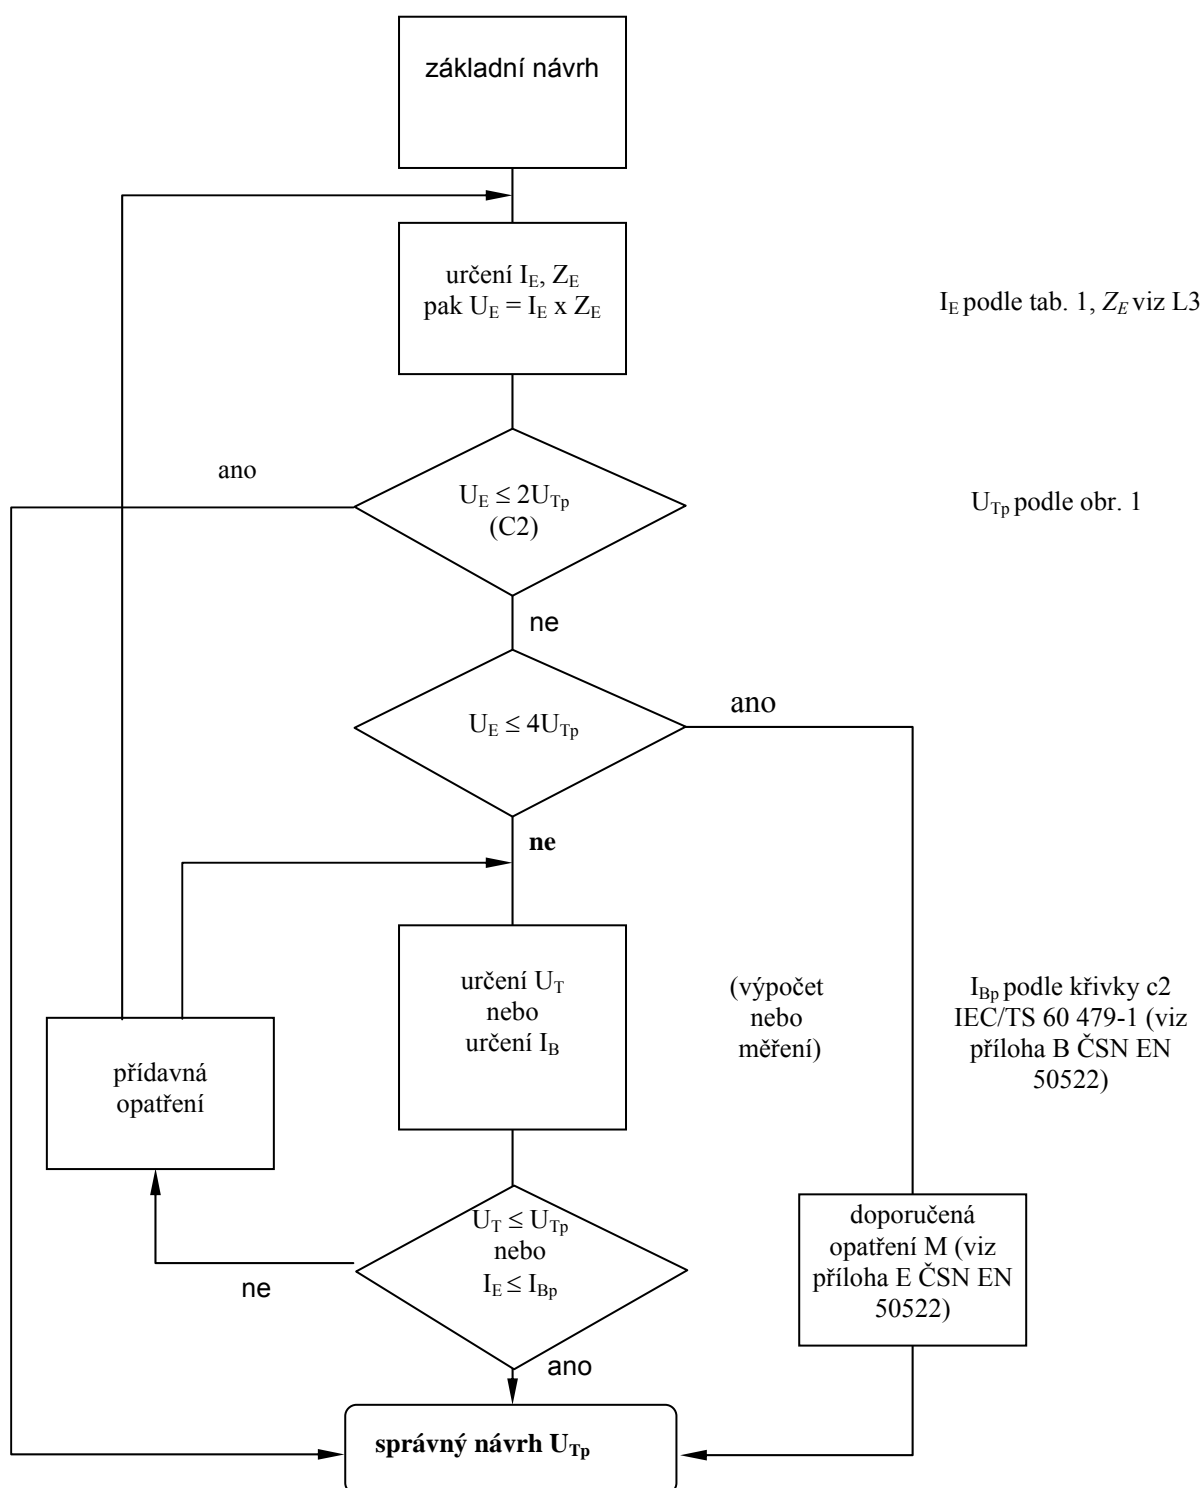 základní návrh
určení I_E, Z_E
pak U_E = I_E x Z_E
I_E podle tab. 1, Z_E viz L3
ano
U_E ≤ 2U_Tp
(C2)
U_Tp podle obr. 1
ne
U_E ≤ 4U_Tp
ano
ne
určení U_T
nebo
určení I_B
(výpočet
nebo
měření)
I_Bp podle křivky c2
IEC/TS 60 479-1 (viz
příloha B ČSN EN
50522)
přídavná
opatření
U_T ≤ U_Tp
nebo
I_E ≤ I_Bp
ne
doporučená
opatření M (viz
příloha E ČSN EN
50522)
ano
správný návrh U_Tp